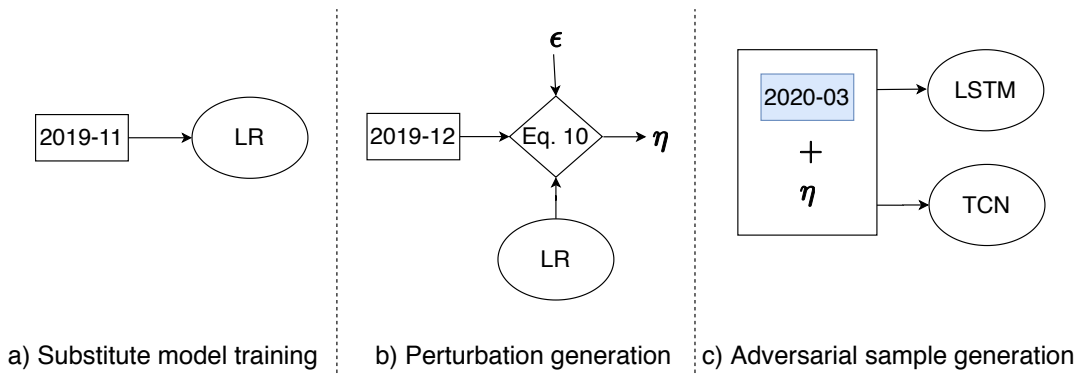 2019-11
LR
a) Substitute model training
ϵ
2019-12
Eq. 10
η
LR
b) Perturbation generation
2020-03
+
η
LSTM
TCN
c) Adversarial sample generation